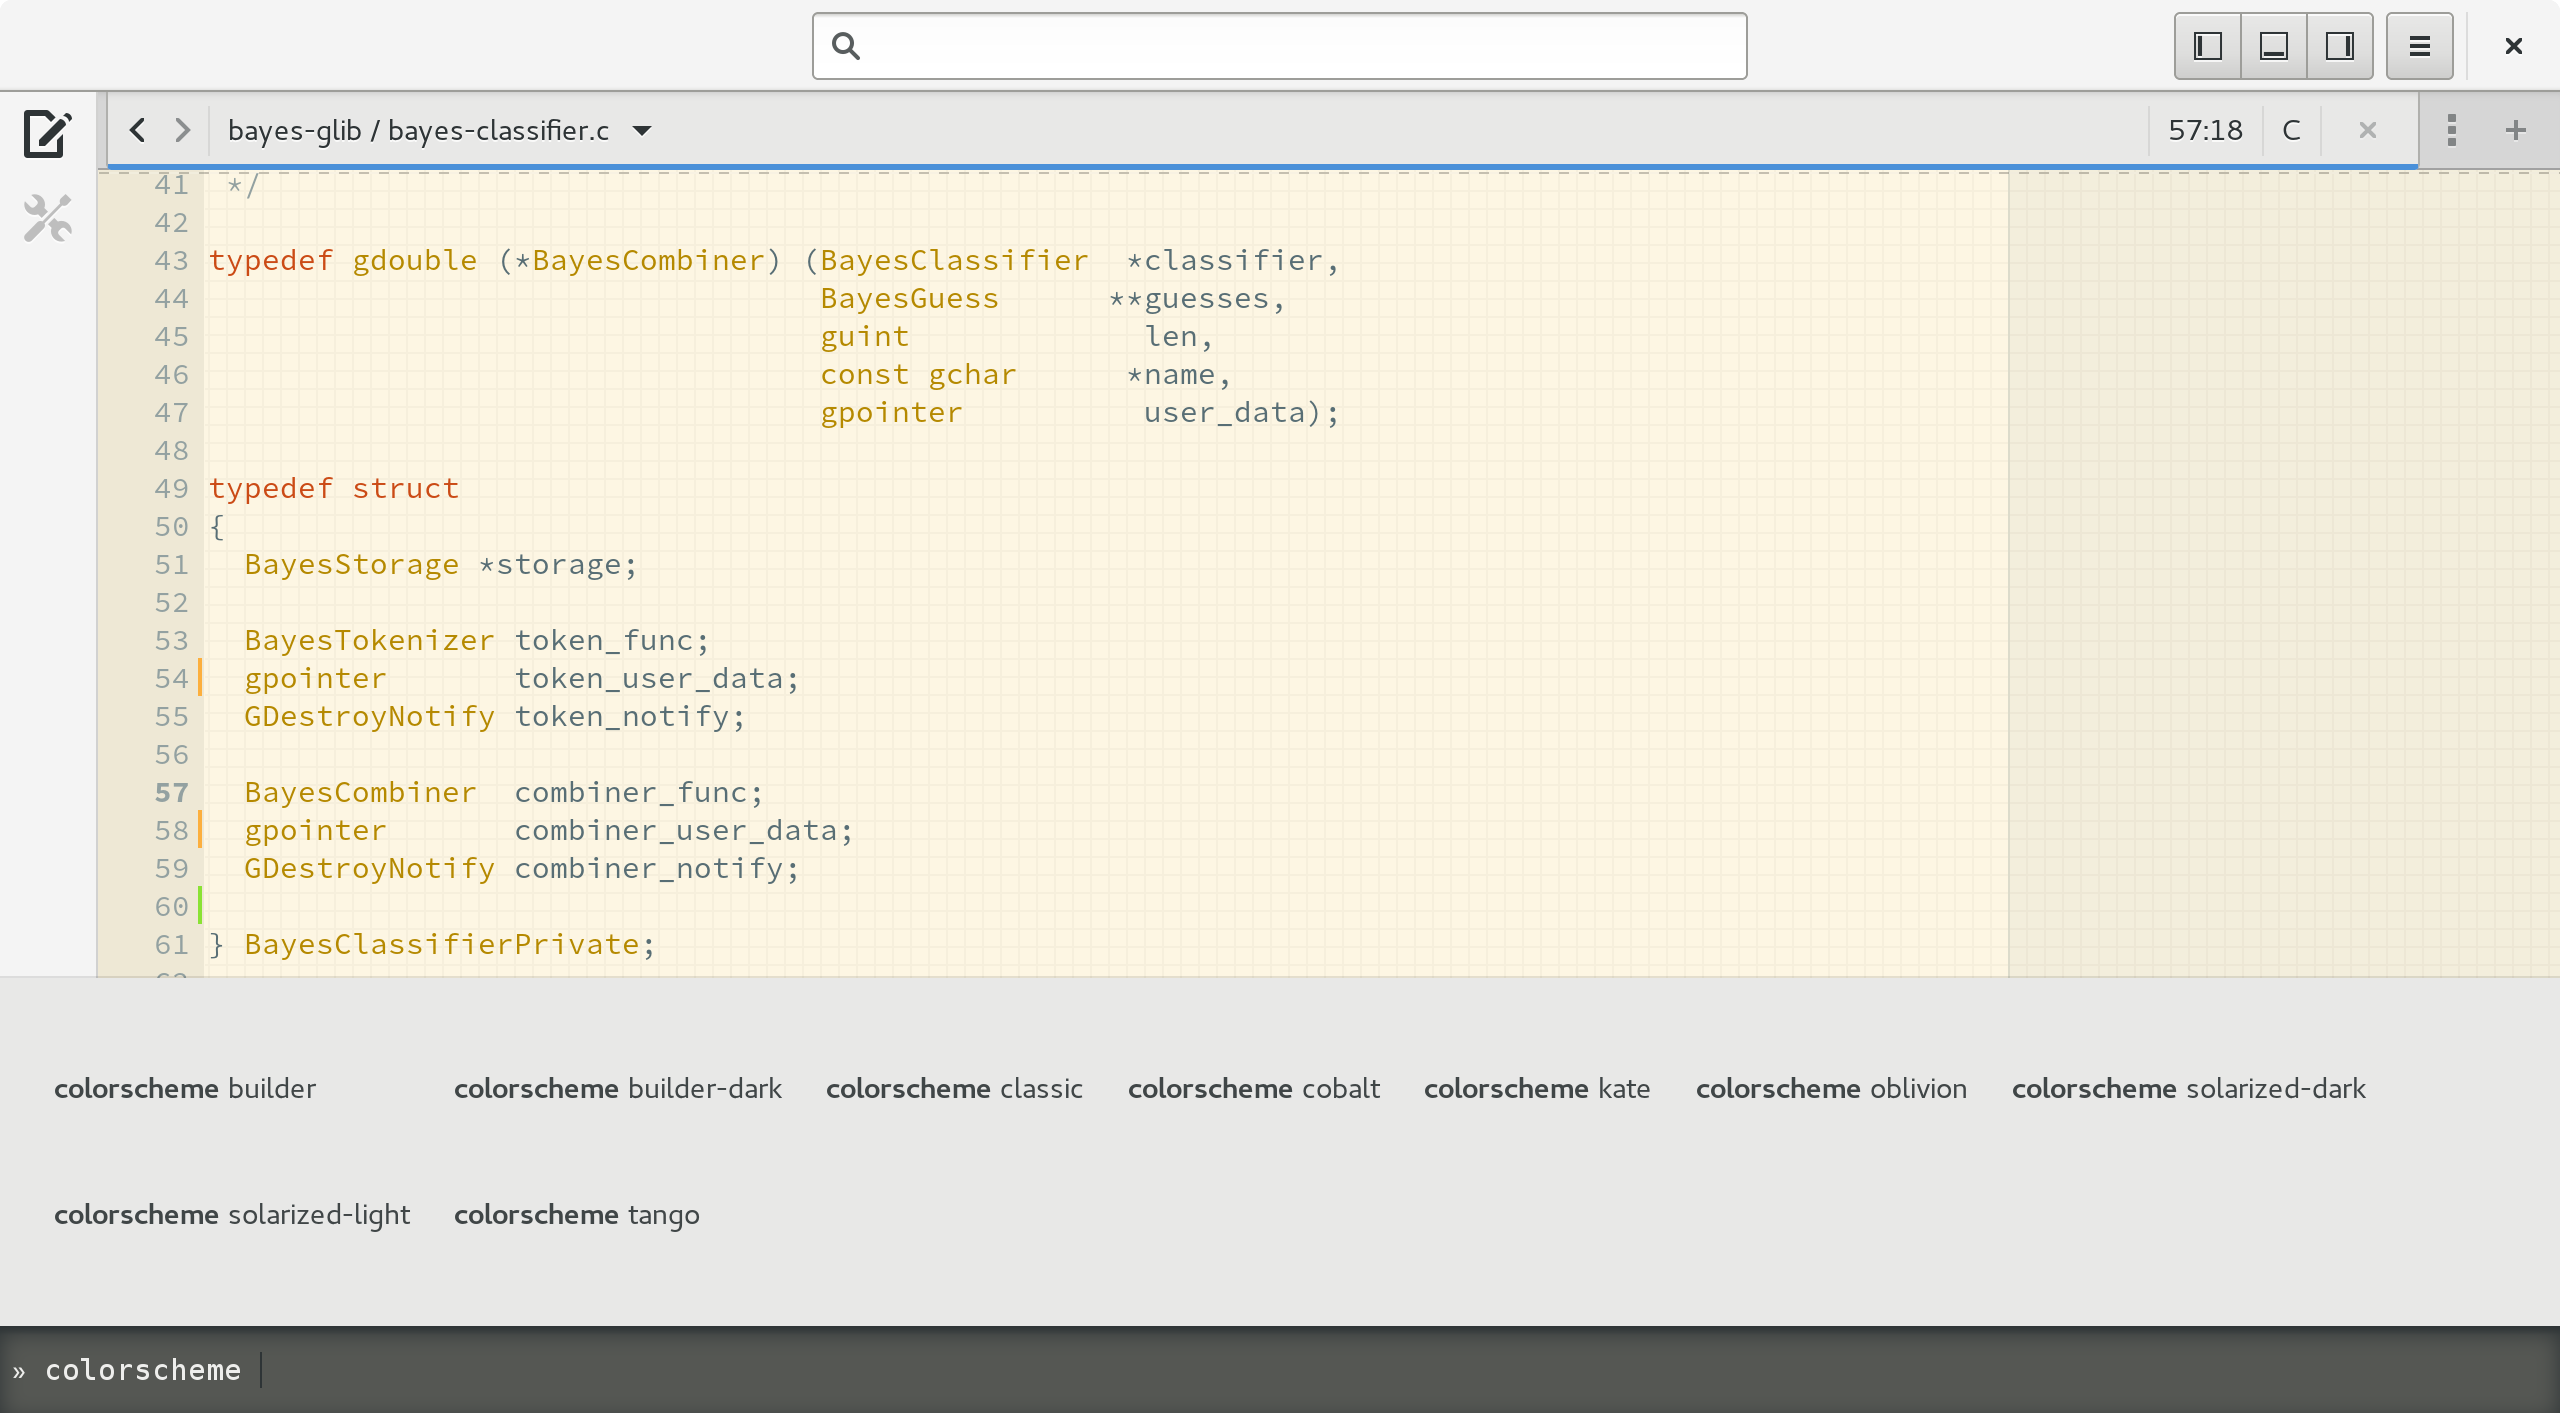 bayes-glib / bayes-classifier.c 57:18 C
41  */
42
43 typedef gdouble (*BayesCombiner) (BayesClassifier  *classifier,
44                                   BayesGuess      **guesses,
45                                   guint             len,
46                                   const gchar      *name,
47                                   gpointer          user_data);
48
49 typedef struct
50 {
51   BayesStorage *storage;
52
53   BayesTokenizer token_func;
54   gpointer       token_user_data;
55   GDestroyNotify token_notify;
56
57   BayesCombiner  combiner_func;
58   gpointer       combiner_user_data;
59   GDestroyNotify combiner_notify;
60
61 } BayesClassifierPrivate;
colorscheme builder colorscheme builder-dark colorscheme classic colorscheme cobalt colorscheme kate colorscheme oblivion colorscheme solarized-dark
colorscheme solarized-light colorscheme tango
» colorscheme